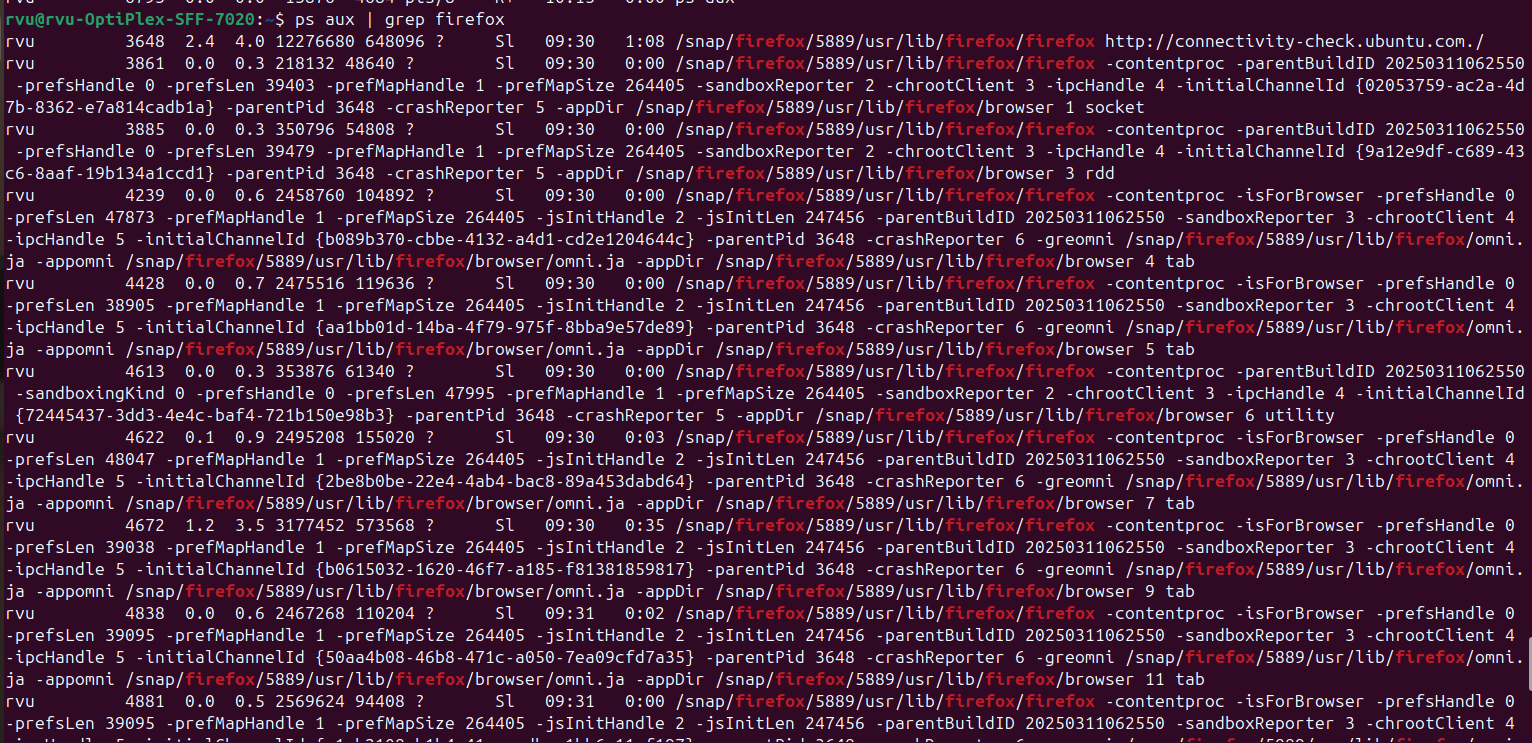 rvu@rvu-OptiPlex-SFF-7020:~$ ps aux | grep firefox
rvu         3648  2.4  4.0 12276680 648096 ?     Sl   09:30   1:08 /snap/firefox/5889/usr/lib/firefox/firefox http://connectivity-check.ubuntu.com./
rvu         3861  0.0  0.3 218132 48640 ?        Sl   09:30   0:00 /snap/firefox/5889/usr/lib/firefox/firefox -contentproc -parentBuildID 20250311062550
-prefsHandle 0 -prefsLen 39403 -prefMapHandle 1 -prefMapSize 264405 -sandboxReporter 2 -chrootClient 3 -ipcHandle 4 -initialChannelId {02053759-ac2a-4d
7b-8362-e7a814cadb1a} -parentPid 3648 -crashReporter 5 -appDir /snap/firefox/5889/usr/lib/firefox/browser 1 socket
rvu         3885  0.0  0.3 350796 54808 ?        Sl   09:30   0:00 /snap/firefox/5889/usr/lib/firefox/firefox -contentproc -parentBuildID 20250311062550
-prefsHandle 0 -prefsLen 39479 -prefMapHandle 1 -prefMapSize 264405 -sandboxReporter 2 -chrootClient 3 -ipcHandle 4 -initialChannelId {9a12e9df-c689-43
c6-8aaf-19b134a1ccd1} -parentPid 3648 -crashReporter 5 -appDir /snap/firefox/5889/usr/lib/firefox/browser 3 rdd
rvu         4239  0.0  0.6 2458760 104892 ?      Sl   09:30   0:00 /snap/firefox/5889/usr/lib/firefox/firefox -contentproc -isForBrowser -prefsHandle 0
-prefsLen 47873 -prefMapHandle 1 -prefMapSize 264405 -jsInitHandle 2 -jsInitLen 247456 -parentBuildID 20250311062550 -sandboxReporter 3 -chrootClient 4
-ipcHandle 5 -initialChannelId {b089b370-cbbe-4132-a4d1-cd2e1204644c} -parentPid 3648 -crashReporter 6 -greomni /snap/firefox/5889/usr/lib/firefox/omni.
ja -appomni /snap/firefox/5889/usr/lib/firefox/browser/omni.ja -appDir /snap/firefox/5889/usr/lib/firefox/browser 4 tab
rvu         4428  0.0  0.7 2475516 119636 ?      Sl   09:30   0:00 /snap/firefox/5889/usr/lib/firefox/firefox -contentproc -isForBrowser -prefsHandle 0
-prefsLen 38905 -prefMapHandle 1 -prefMapSize 264405 -jsInitHandle 2 -jsInitLen 247456 -parentBuildID 20250311062550 -sandboxReporter 3 -chrootClient 4
-ipcHandle 5 -initialChannelId {aa1bb01d-14ba-4f79-975f-8bba9e57de89} -parentPid 3648 -crashReporter 6 -greomni /snap/firefox/5889/usr/lib/firefox/omni.
ja -appomni /snap/firefox/5889/usr/lib/firefox/browser/omni.ja -appDir /snap/firefox/5889/usr/lib/firefox/browser 5 tab
rvu         4613  0.0  0.3 353876 61340 ?        Sl   09:30   0:00 /snap/firefox/5889/usr/lib/firefox/firefox -contentproc -parentBuildID 20250311062550
-sandboxingKind 0 -prefsHandle 0 -prefsLen 47995 -prefMapHandle 1 -prefMapSize 264405 -sandboxReporter 2 -chrootClient 3 -ipcHandle 4 -initialChannelId
{72445437-3dd3-4e4c-baf4-721b150e98b3} -parentPid 3648 -crashReporter 5 -appDir /snap/firefox/5889/usr/lib/firefox/browser 6 utility
rvu         4622  0.1  0.9 2495208 155020 ?      Sl   09:30   0:03 /snap/firefox/5889/usr/lib/firefox/firefox -contentproc -isForBrowser -prefsHandle 0
-prefsLen 48047 -prefMapHandle 1 -prefMapSize 264405 -jsInitHandle 2 -jsInitLen 247456 -parentBuildID 20250311062550 -sandboxReporter 3 -chrootClient 4
-ipcHandle 5 -initialChannelId {2be8b0be-22e4-4ab4-bac8-89a453dabd64} -parentPid 3648 -crashReporter 6 -greomni /snap/firefox/5889/usr/lib/firefox/omni.
ja -appomni /snap/firefox/5889/usr/lib/firefox/browser/omni.ja -appDir /snap/firefox/5889/usr/lib/firefox/browser 7 tab
rvu         4672  1.2  3.5 3177452 573568 ?      Sl   09:30   0:35 /snap/firefox/5889/usr/lib/firefox/firefox -contentproc -isForBrowser -prefsHandle 0
-prefsLen 39038 -prefMapHandle 1 -prefMapSize 264405 -jsInitHandle 2 -jsInitLen 247456 -parentBuildID 20250311062550 -sandboxReporter 3 -chrootClient 4
-ipcHandle 5 -initialChannelId {b0615032-1620-46f7-a185-f81381859817} -parentPid 3648 -crashReporter 6 -greomni /snap/firefox/5889/usr/lib/firefox/omni.
ja -appomni /snap/firefox/5889/usr/lib/firefox/browser/omni.ja -appDir /snap/firefox/5889/usr/lib/firefox/browser 9 tab
rvu         4838  0.0  0.6 2467268 110204 ?      Sl   09:31   0:02 /snap/firefox/5889/usr/lib/firefox/firefox -contentproc -isForBrowser -prefsHandle 0
-prefsLen 39095 -prefMapHandle 1 -prefMapSize 264405 -jsInitHandle 2 -jsInitLen 247456 -parentBuildID 20250311062550 -sandboxReporter 3 -chrootClient 4
-ipcHandle 5 -initialChannelId {50aa4b08-46b8-471c-a050-7ea09cfd7a35} -parentPid 3648 -crashReporter 6 -greomni /snap/firefox/5889/usr/lib/firefox/omni.
ja -appomni /snap/firefox/5889/usr/lib/firefox/browser/omni.ja -appDir /snap/firefox/5889/usr/lib/firefox/browser 11 tab
rvu         4881  0.0  0.5 2569624 94408 ?       Sl   09:31   0:00 /snap/firefox/5889/usr/lib/firefox/firefox -contentproc -isForBrowser -prefsHandle 0
-prefsLen 39095 -prefMapHandle 1 -prefMapSize 264405 -jsInitHandle 2 -jsInitLen 247456 -parentBuildID 20250311062550 -sandboxReporter 3 -chrootClient 4